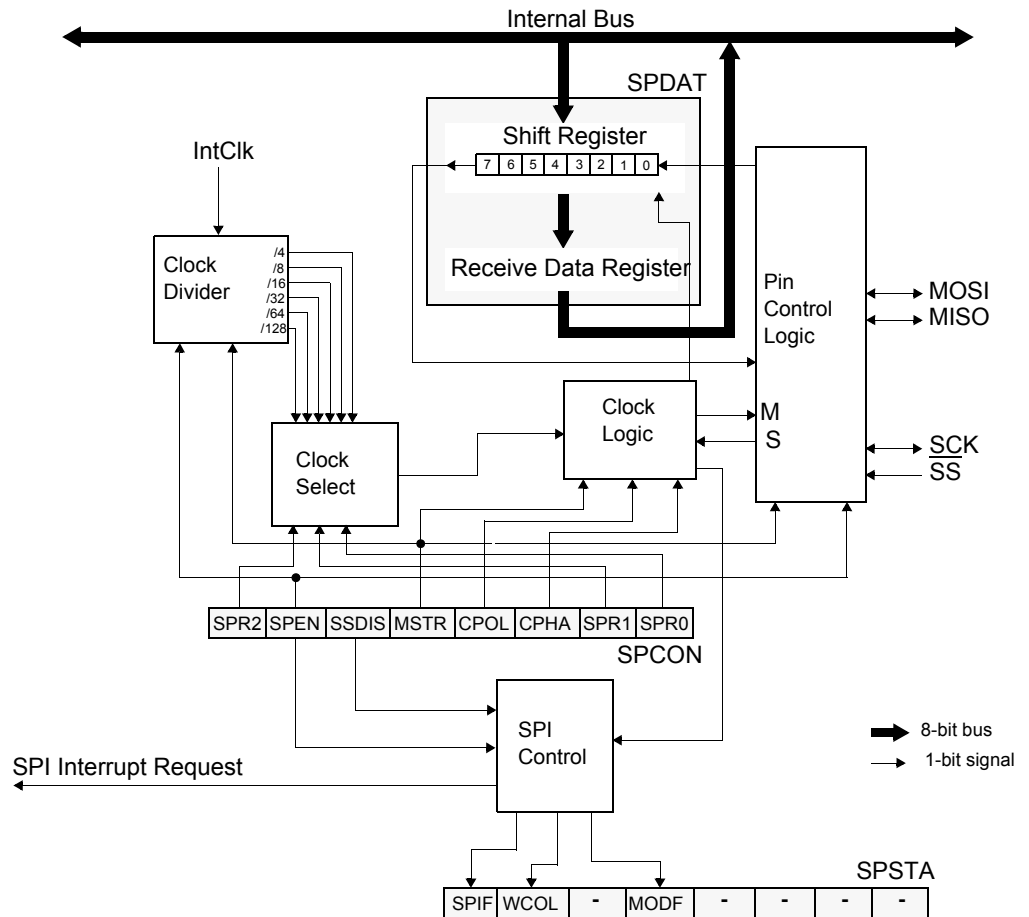 Internal Bus
SPDAT
Shift Register
IntClk
7 6 5 4 3 2 1 0
Clock
Divider
/4
/8
/16
/32
/64
/128
Receive Data Register
Pin
Control
Logic
MOSI
MISO
Clock
Logic
M
S
SCK
SS
Clock
Select
SPR2 SPEN SSDIS MSTR CPOL CPHA SPR1 SPR0
SPCON
SPI
Control
8-bit bus
1-bit signal
SPI Interrupt Request
SPSTA
SPIF WCOL - MODF - - - -